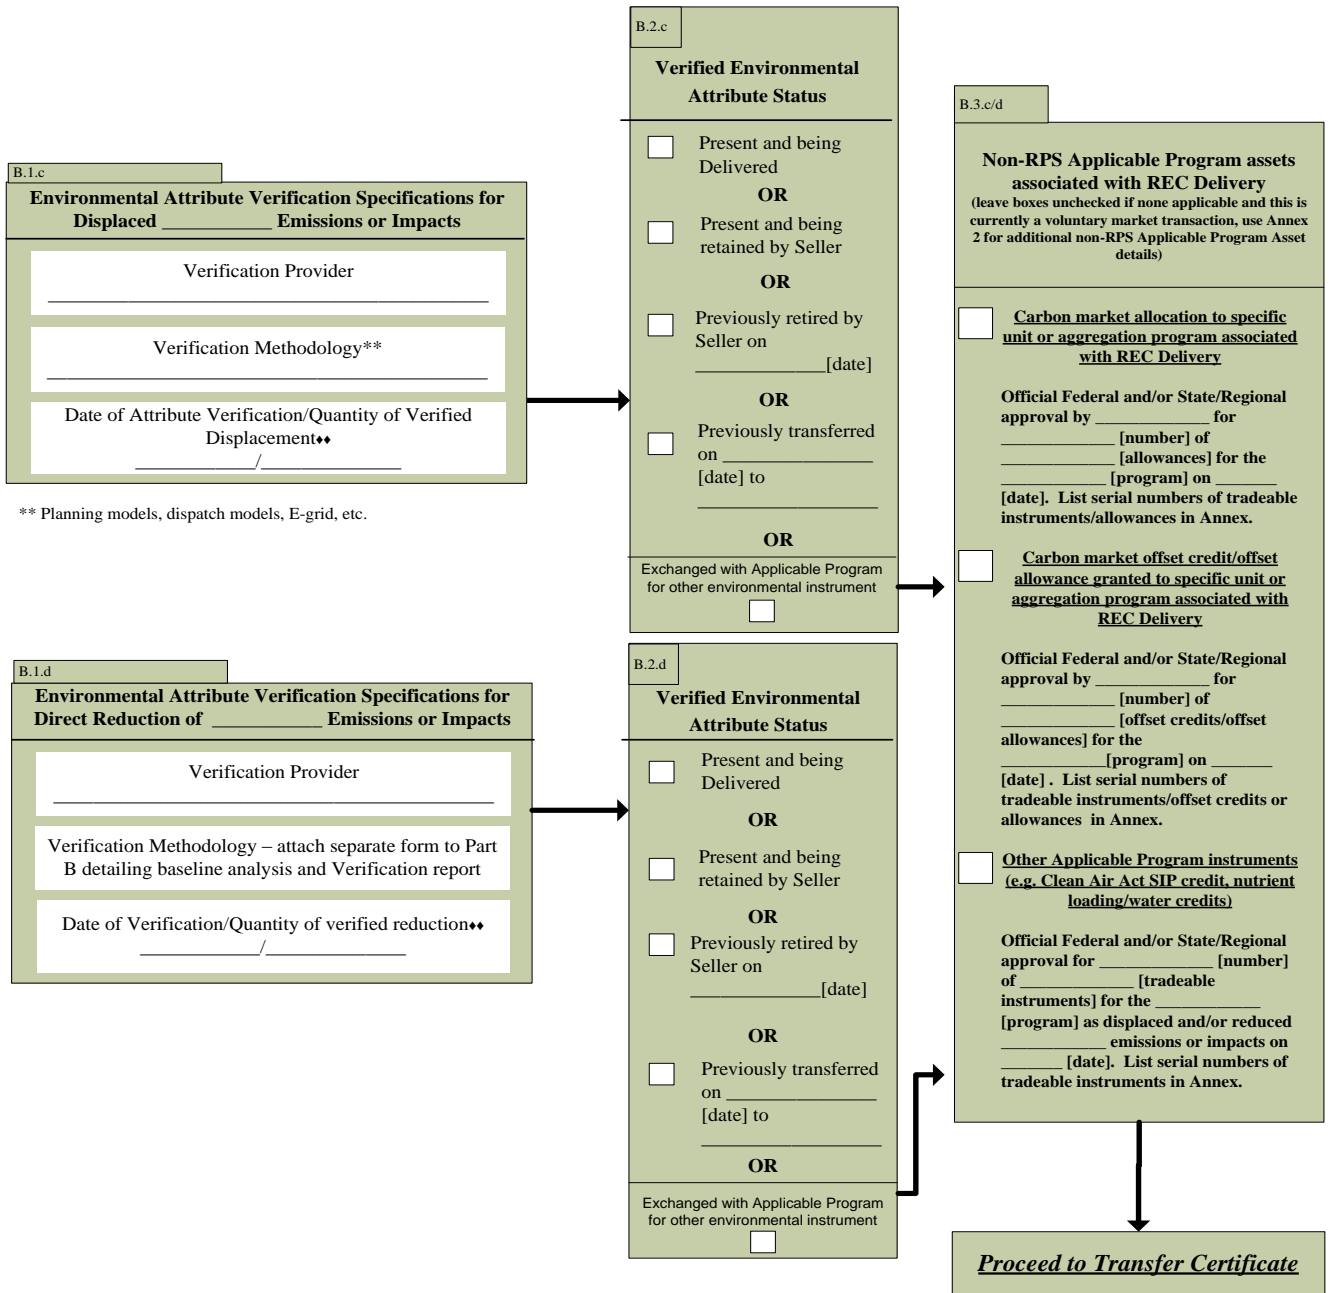 B.1.c
Environmental Attribute Verification Specifications for
Displaced ___________ Emissions or Impacts
Verification Provider
____________________________________________
Verification Methodology**
____________________________________________
Date of Attribute Verification/Quantity of Verified
Displacement♦♦
____________/______________
** Planning models, dispatch models, E-grid, etc.
B.2.c
Verified Environmental
Attribute Status
Present and being
Delivered
OR
Present and being
retained by Seller
OR
Previously retired by
Seller on
_____________[date]
OR
Previously transferred
on _______________
[date] to
__________________
OR
Exchanged with Applicable Program
for other environmental instrument
B.1.d
Environmental Attribute Verification Specifications for
Direct Reduction of ___________ Emissions or Impacts
Verification Provider
____________________________________________
Verification Methodology – attach separate form to Part
B detailing baseline analysis and Verification report
Date of Verification/Quantity of verified reduction♦♦
____________/______________
B.2.d
Verified Environmental
Attribute Status
Present and being
Delivered
OR
Present and being
retained by Seller
OR
Previously retired by
Seller on
_____________[date]
OR
Previously transferred
on _______________
[date] to
__________________
OR
Exchanged with Applicable Program
for other environmental instrument
B.3.c/d
Non-RPS Applicable Program assets
associated with REC Delivery
(leave boxes unchecked if none applicable and this is
currently a voluntary market transaction, use Annex
2 for additional non-RPS Applicable Program Asset
details)
Carbon market allocation to specific
unit or aggregation program associated
with REC Delivery
Official Federal and/or State/Regional
approval by _____________ for
_____________ [number] of
_____________ [allowances] for the
____________ [program] on _______
[date]. List serial numbers of tradeable
instruments/allowances in Annex.
Carbon market offset credit/offset
allowance granted to specific unit or
aggregation program associated with
REC Delivery
Official Federal and/or State/Regional
approval by _____________ for
_____________ [number] of
_____________ [offset credits/offset
allowances] for the
____________[program] on _______
[date] . List serial numbers of
tradeable instruments/offset credits or
allowances in Annex.
Other Applicable Program instruments
(e.g. Clean Air Act SIP credit, nutrient
loading/water credits)
Official Federal and/or State/Regional
approval for _____________ [number]
of _____________ [tradeable
instruments] for the ____________
[program] as displaced and/or reduced
____________ emissions or impacts on
_______ [date]. List serial numbers of
tradeable instruments in Annex.
Proceed to Transfer Certificate